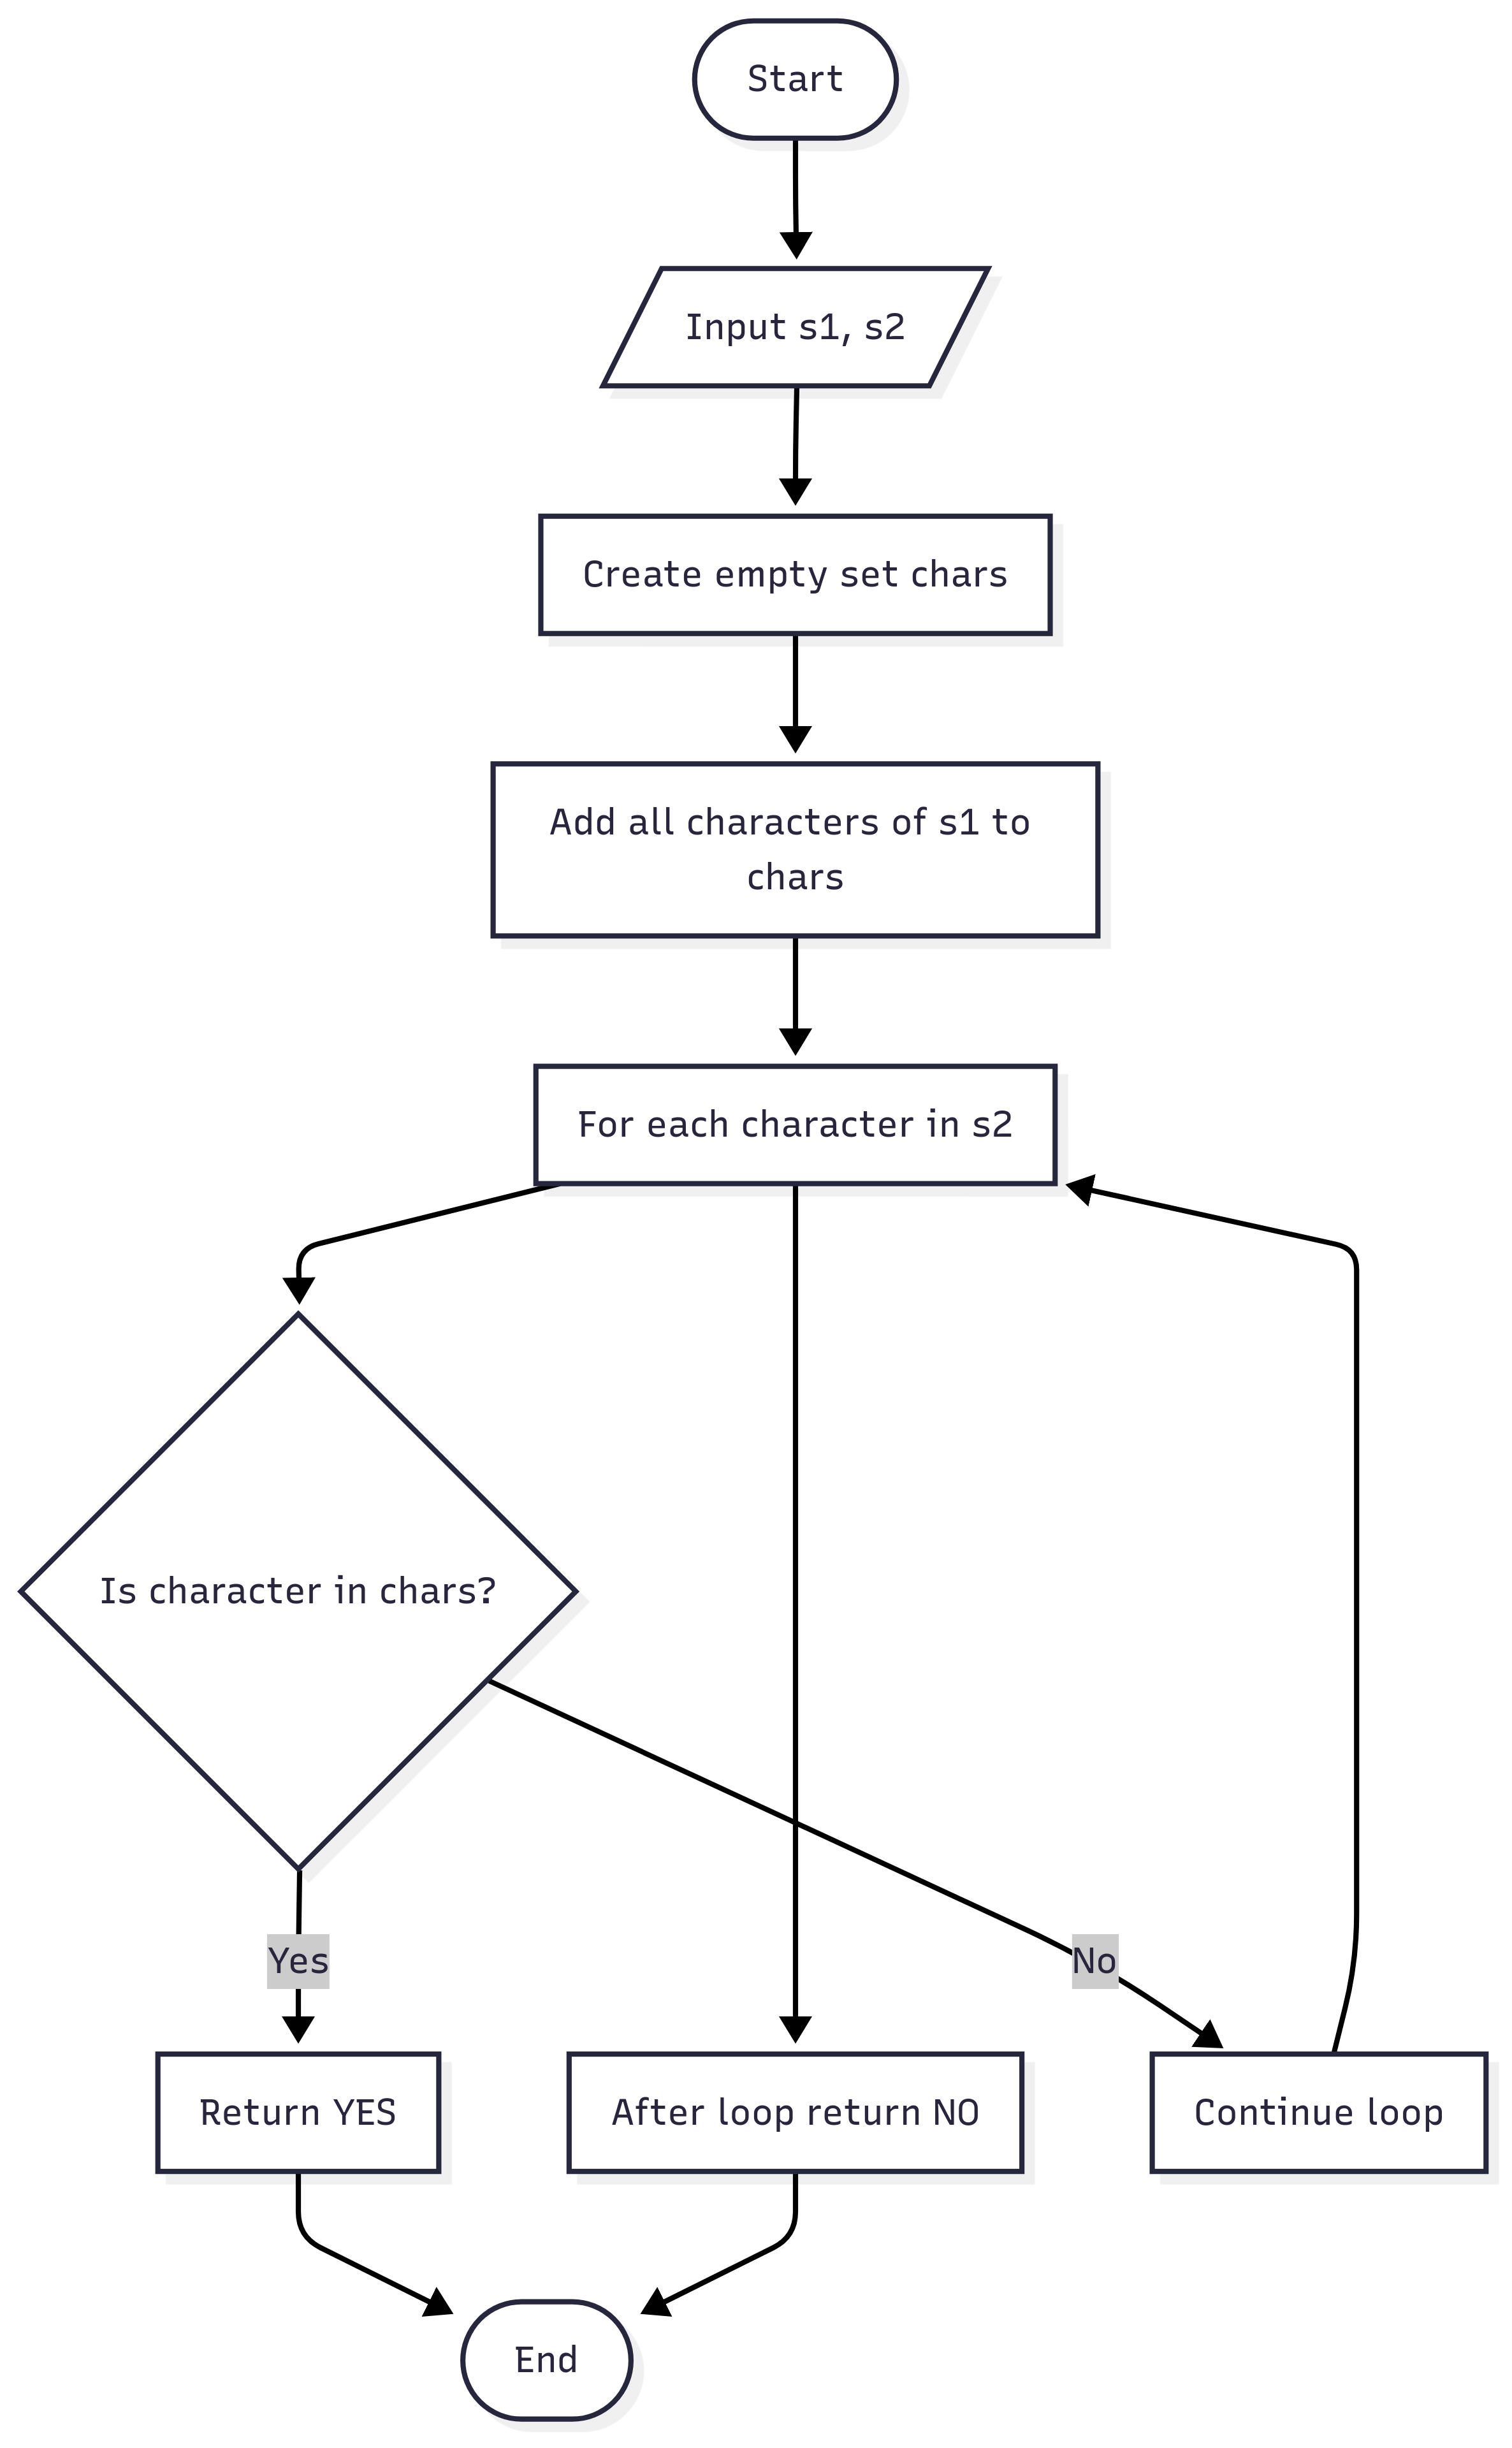 Start
Input s1, s2
Create empty set chars
Add all characters of s1 to
chars
For each character in s2
Is character in chars?
Yes
No
Return YES
After loop return NO
Continue loop
End